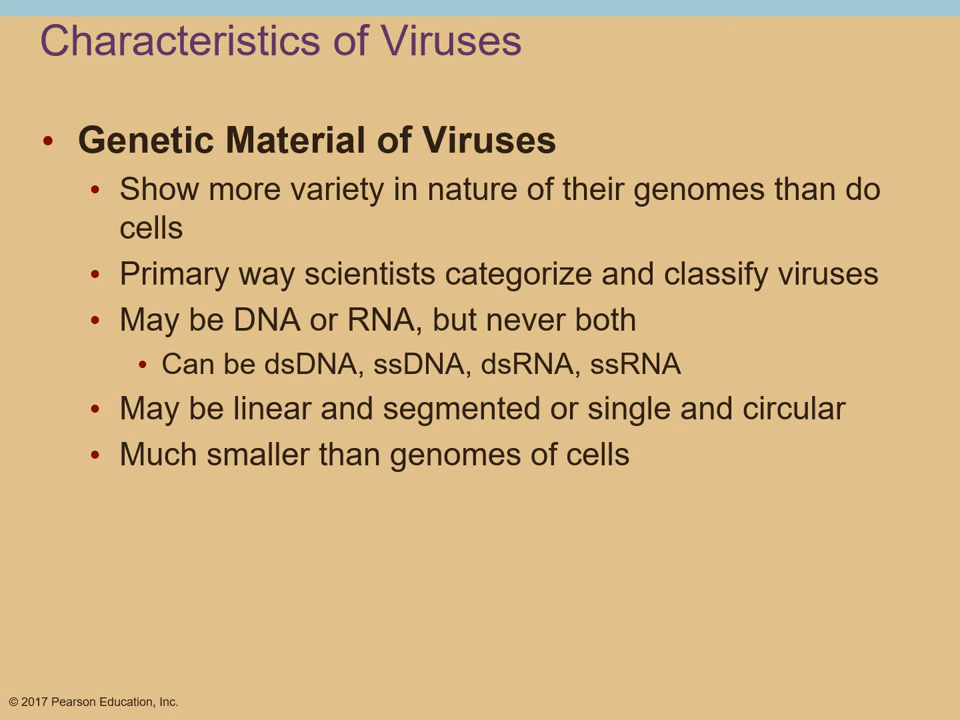 Characteristics of Viruses
• Genetic Material of Viruses
• Show more variety in nature of their genomes than do
cells
• Primary way scientists categorize and classify viruses
• May be DNA or RNA, but never both
• Can be dsDNA, ssDNA, dsRNA, ssRNA
• May be linear and segmented or single and circular
• Much smaller than genomes of cells
© 2017 Pearson Education, Inc.